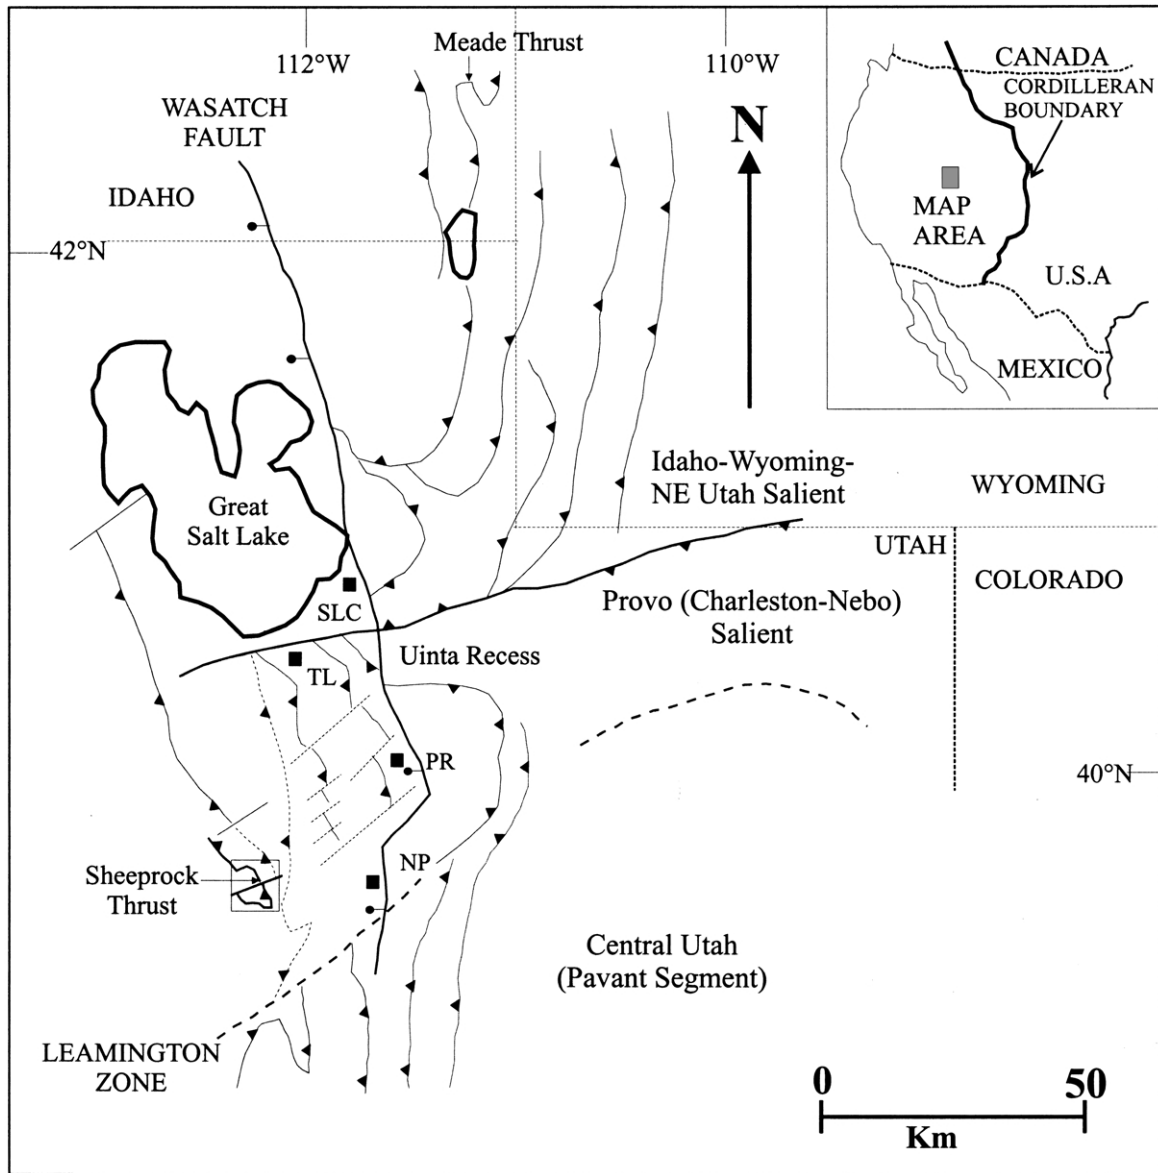 Meade Thrust
112°W
110°W
WASATCH
FAULT
N
IDAHO
42°N
CANADA
CORDILLERAN
BOUNDARY
MAP
AREA
U.S.A
MEXICO
Great
Salt Lake
Idaho-Wyoming-
NE Utah Salient
WYOMING
UTAH
COLORADO
SLC
Provo (Charleston-Nebo)
Salient
Uinta Recess
TL
PR
40°N
NP
Sheeprock
Thrust
Central Utah
(Pavant Segment)
LEAMINGTON
ZONE
0
50
Km